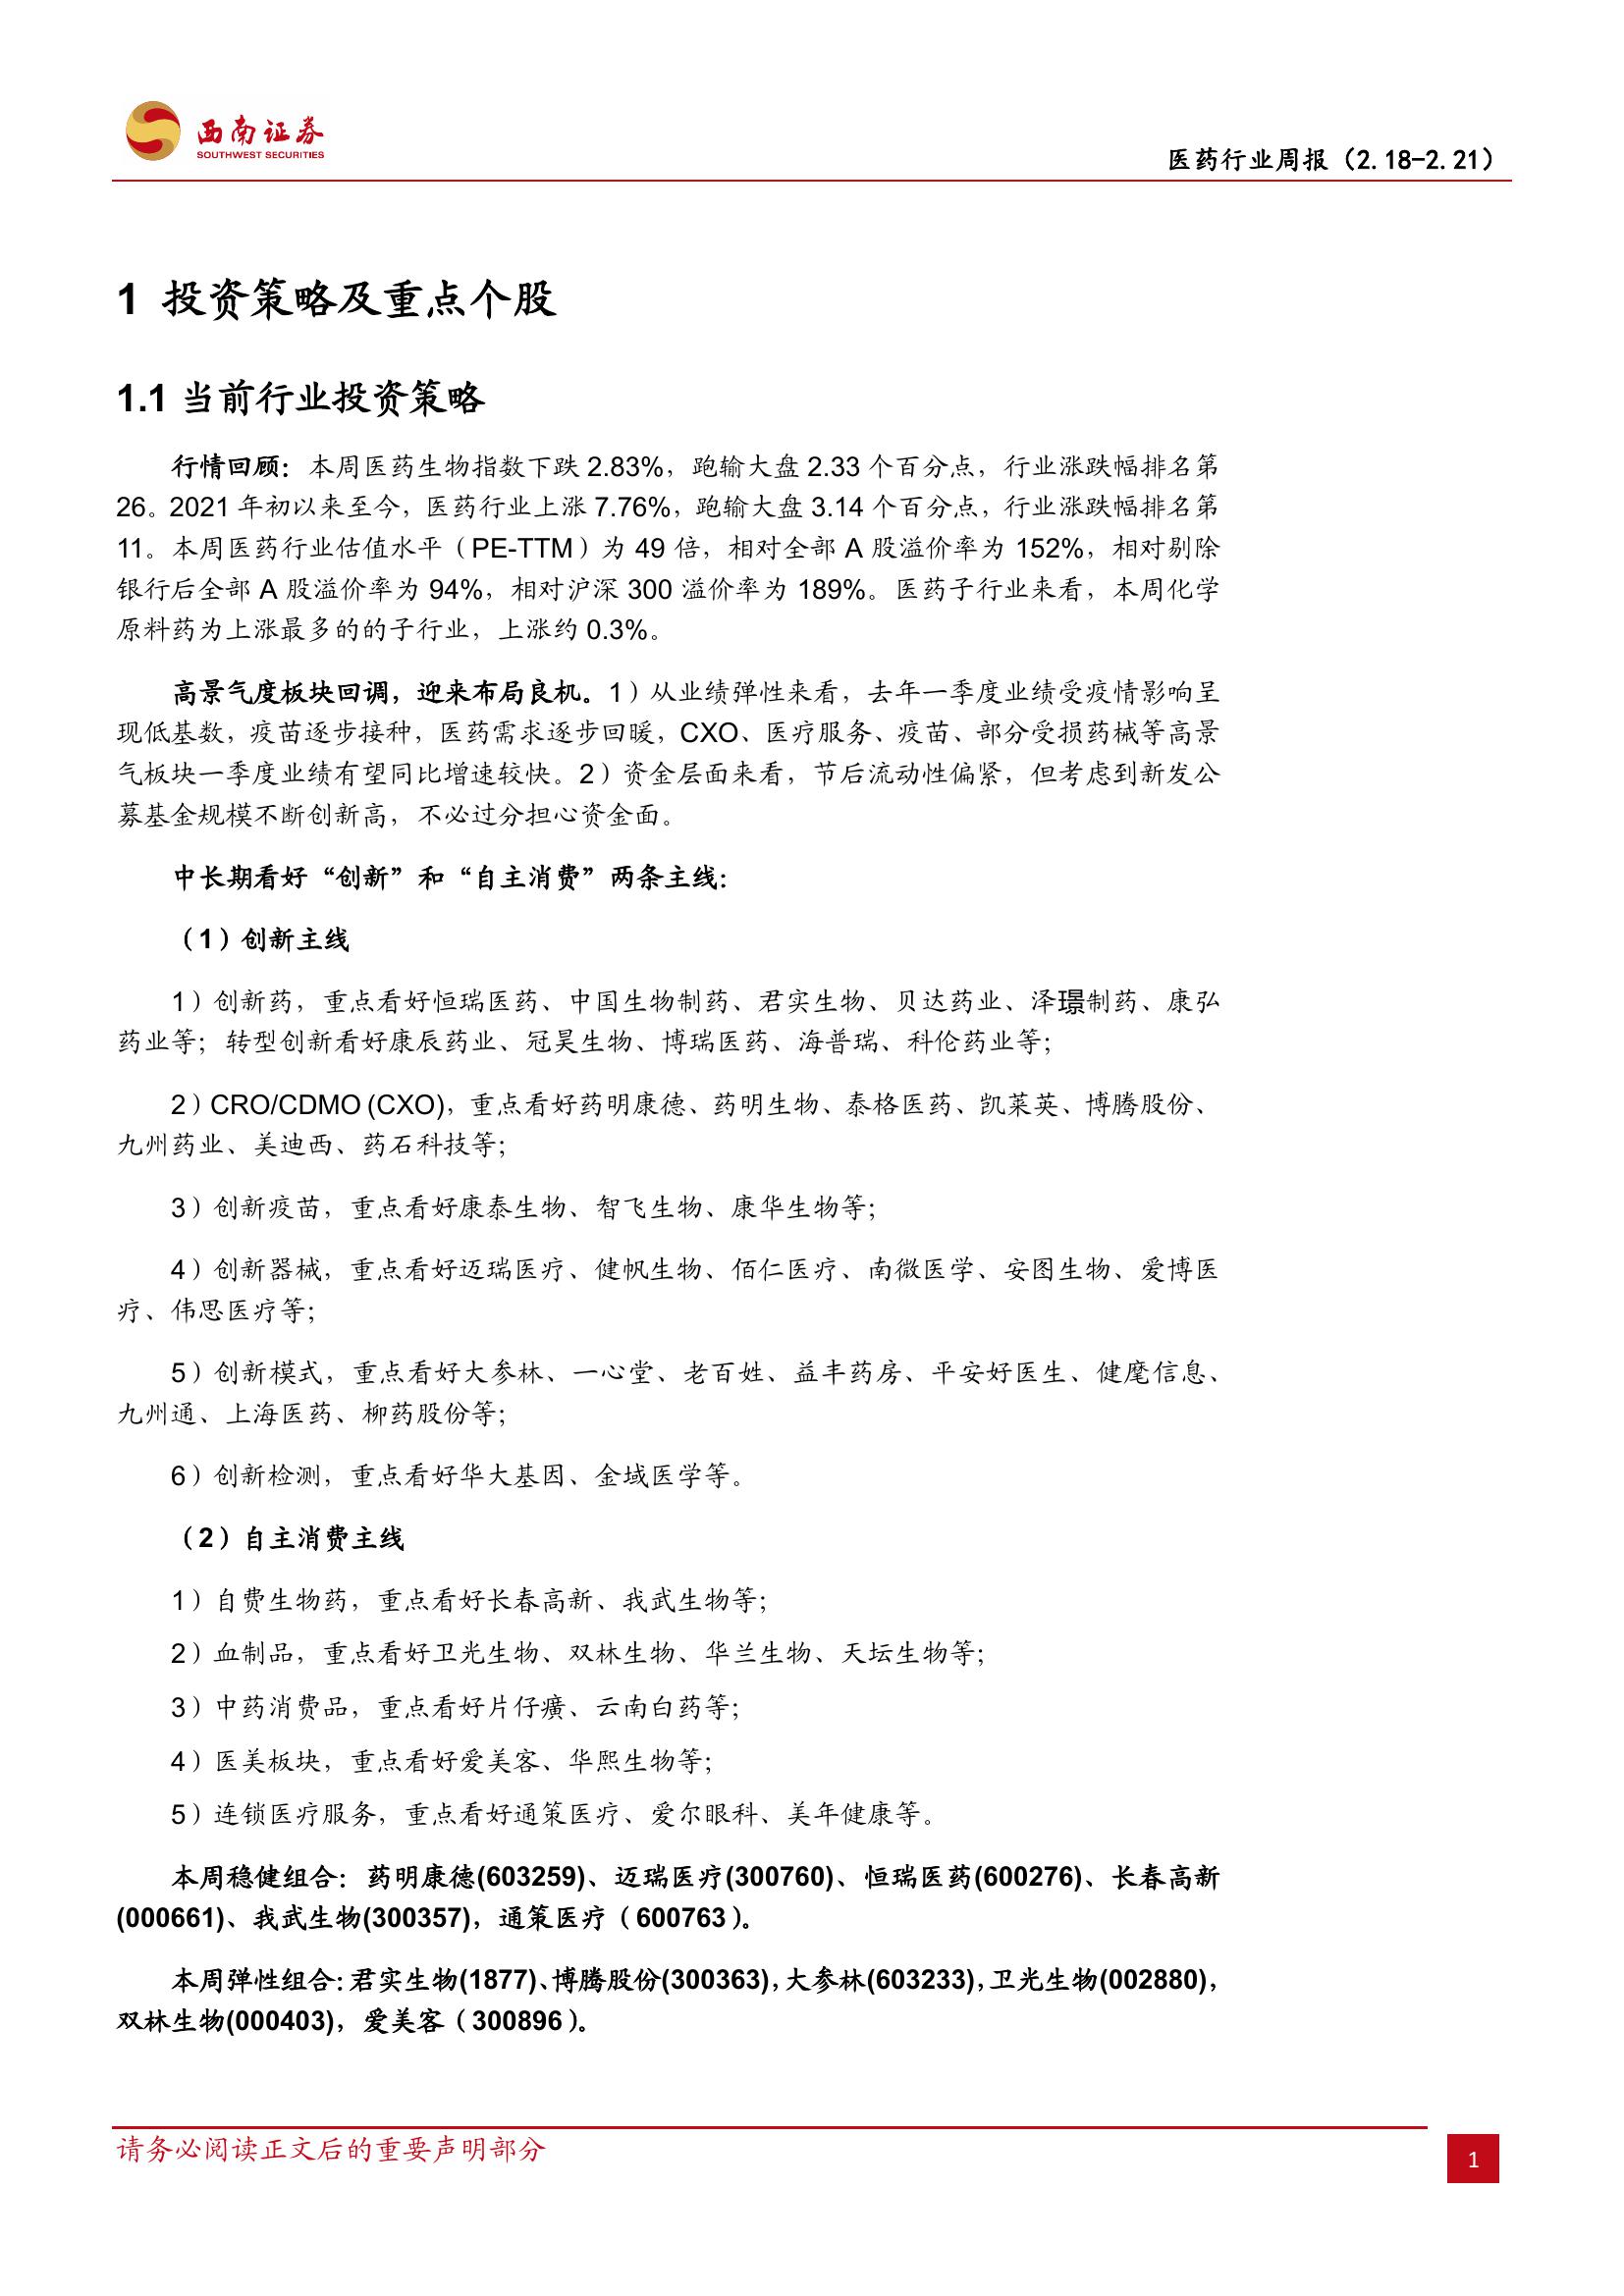 西南证券
SOUTHWEST SECURITIES
医药行业周报（2.18-2.21）
1 投资策略及重点个股
1.1 当前行业投资策略
行情回顾：本周医药生物指数下跌 2.83%，跑输大盘 2.33 个百分点，行业涨跌幅排名第
26。2021 年初以来至今，医药行业上涨 7.76%，跑输大盘 3.14 个百分点，行业涨跌幅排名第
11。本周医药行业估值水平（PE-TTM）为 49 倍，相对全部 A 股溢价率为 152%，相对剔除
银行后全部 A 股溢价率为 94%，相对沪深 300 溢价率为 189%。医药子行业来看，本周化学
原料药为上涨最多的的子行业，上涨约 0.3%。
高景气度板块回调，迎来布局良机。1）从业绩弹性来看，去年一季度业绩受疫情影响呈
现低基数，疫苗逐步接种，医药需求逐步回暖，CXO、医疗服务、疫苗、部分受损药械等高景
气板块一季度业绩有望同比增速较快。2）资金层面来看，节后流动性偏紧，但考虑到新发公
募基金规模不断创新高，不必过分担心资金面。
中长期看好“创新”和“自主消费”两条主线：
（1）创新主线
1）创新药，重点看好恒瑞医药、中国生物制药、君实生物、贝达药业、泽璟制药、康弘
药业等；转型创新看好康辰药业、冠昊生物、博瑞医药、海普瑞、科伦药业等；
2）CRO/CDMO (CXO)，重点看好药明康德、药明生物、泰格医药、凯莱英、博腾股份、
九州药业、美迪西、药石科技等；
3）创新疫苗，重点看好康泰生物、智飞生物、康华生物等；
4）创新器械，重点看好迈瑞医疗、健帆生物、佰仁医疗、南微医学、安图生物、爱博医
疗、伟思医疗等；
5）创新模式，重点看好大参林、一心堂、老百姓、益丰药房、平安好医生、健麾信息、
九州通、上海医药、柳药股份等；
6）创新检测，重点看好华大基因、金域医学等。
（2）自主消费主线
1）自费生物药，重点看好长春高新、我武生物等；
2）血制品，重点看好卫光生物、双林生物、华兰生物、天坛生物等；
3）中药消费品，重点看好片仔癀、云南白药等；
4）医美板块，重点看好爱美客、华熙生物等；
5）连锁医疗服务，重点看好通策医疗、爱尔眼科、美年健康等。
本周稳健组合：药明康德(603259)、迈瑞医疗(300760)、恒瑞医药(600276)、长春高新
(000661)、我武生物(300357)，通策医疗（600763）。
本周弹性组合：君实生物(1877)、博腾股份(300363)，大参林(603233)，卫光生物(002880)，
双林生物(000403)，爱美客（300896）。
请务必阅读正文后的重要声明部分
1